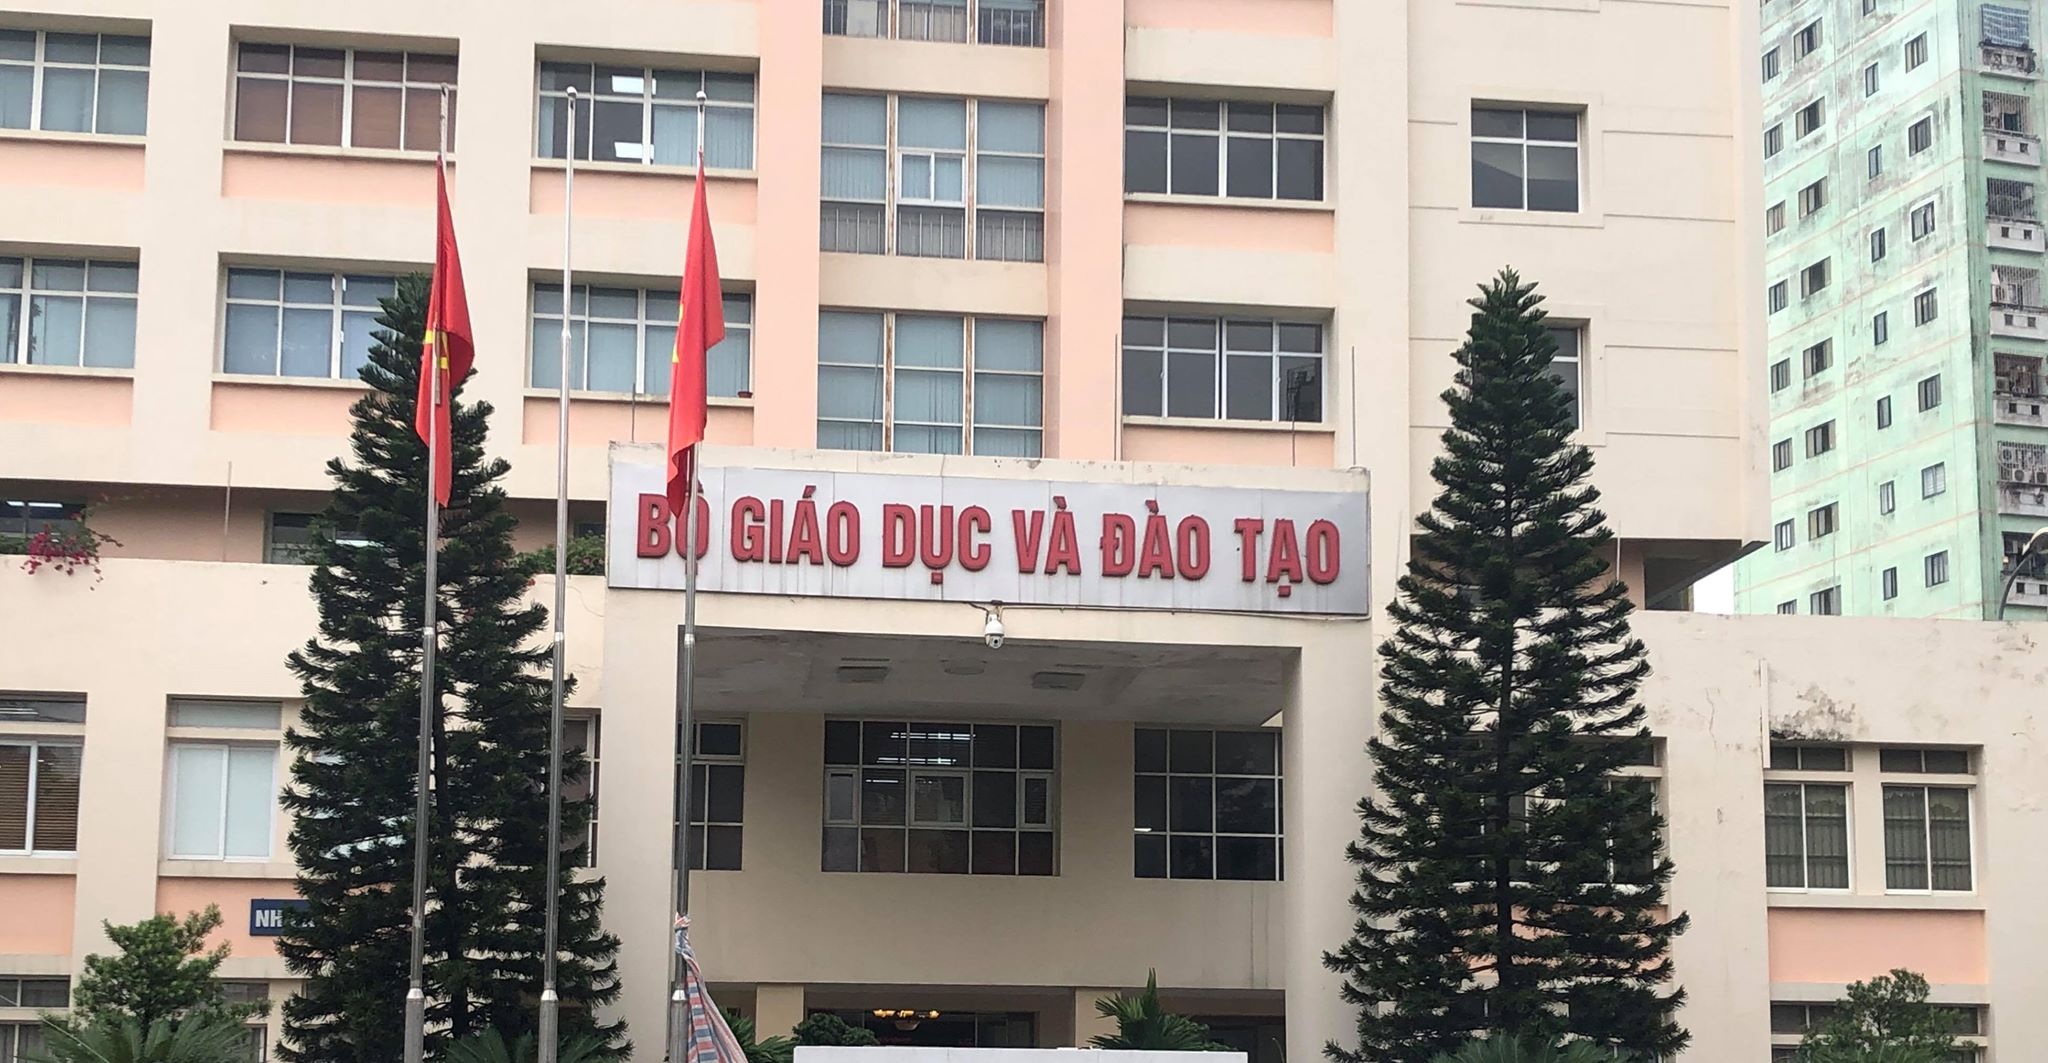 BỘ GIÁO DỤC VÀ ĐÀO TẠO